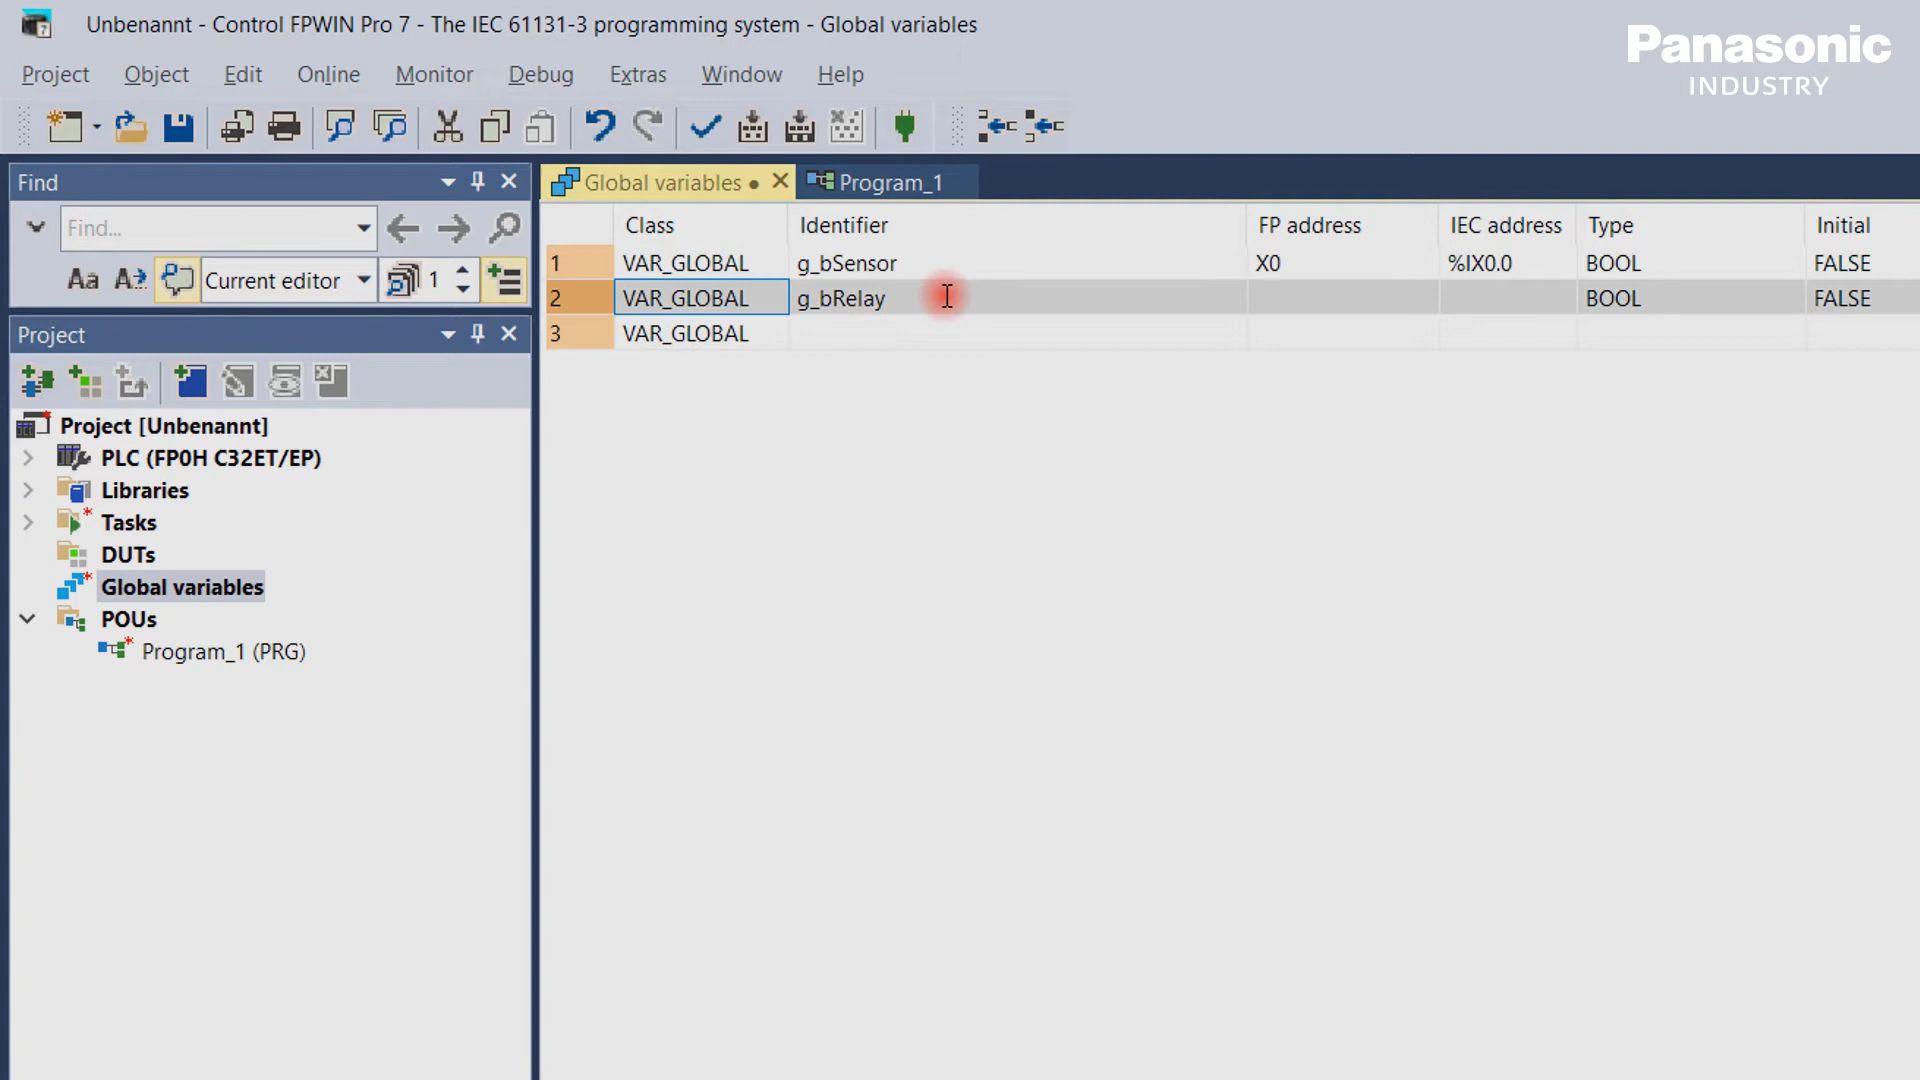 Unbenannt - Control FPWIN Pro 7 - The IEC 61131-3 programming system - Global variables
Panasonic
INDUSTRY
Project Object Edit Online Monitor Debug Extras Window Help
Find
Find...
Aa Current editor 1
Project
Project [Unbenannt]
PLC (FP0H C32ET/EP)
Libraries
Tasks
DUTs
Global variables
POUs
Program_1 (PRG)
Global variables Program_1
Class Identifier FP address IEC address Type Initial
1 VAR_GLOBAL g_bSensor X0 %IX0.0 BOOL FALSE
2 VAR_GLOBAL g_bRelay BOOL FALSE
3 VAR_GLOBAL